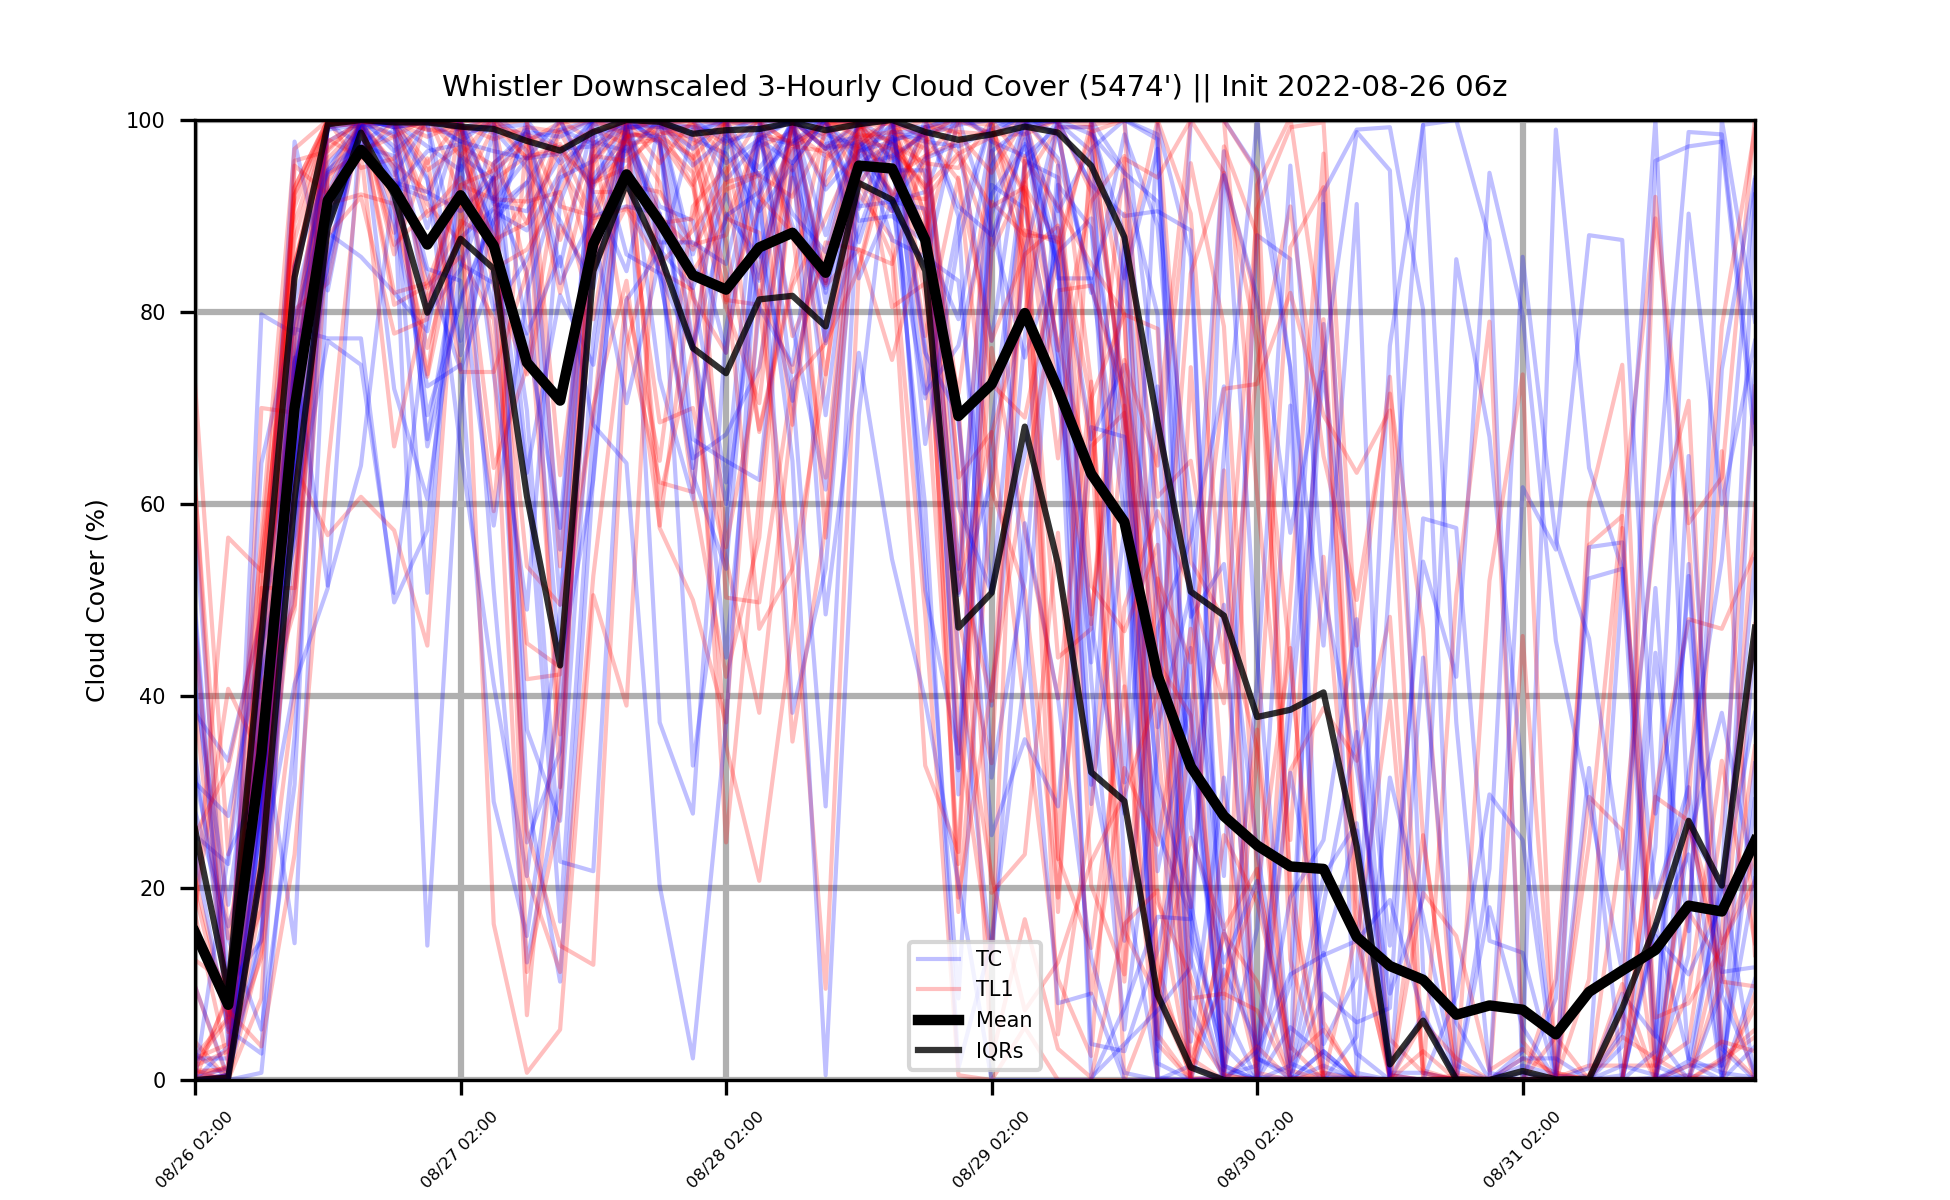 Whistler Downscaled 3-Hourly Cloud Cover (5474') || Init 2022-08-26 06z
Cloud Cover (%)
100
80
60
40
20
0
TC
TL1
Mean
IQRs
08/26 02:00
08/27 02:00
08/28 02:00
08/29 02:00
08/30 02:00
08/31 02:00